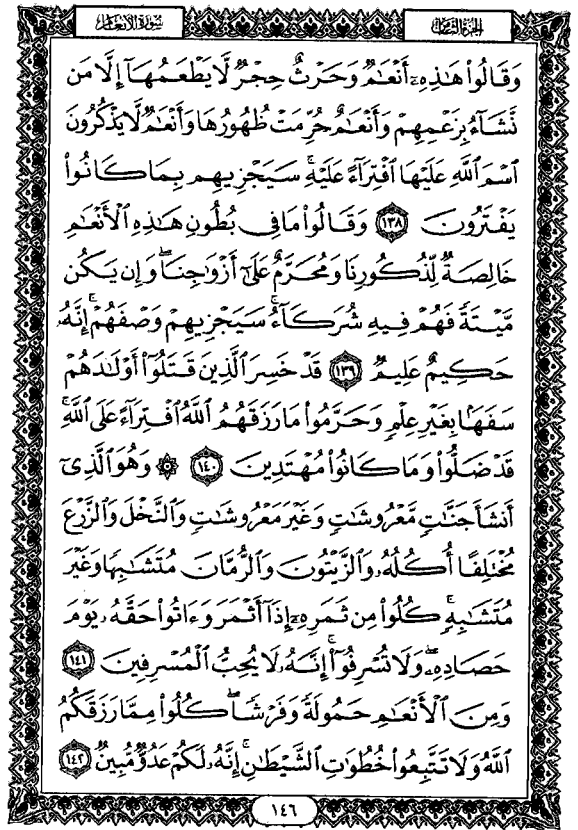 سورة الأنعام
الجزء الثامن
وَقَالُوا۟ هَـٰذِهِۦٓ أَنْعَـٰمٌ وَحَرْثٌ حِجْرٌ لَّا يَطْعَمُهَآ إِلَّا مَن
نَّشَآءُ بِزَعْمِهِمْ وَأَنْعَـٰمٌ حُرِّمَتْ ظُهُورُهَا وَأَنْعَـٰمٌ لَّا يَذْكُرُونَ
ٱسْمَ ٱللَّهِ عَلَيْهَا ٱفْتِرَآءً عَلَيْهِ ۚ سَيَجْزِيهِم بِمَا كَانُوا۟
يَفْتَرُونَ ١٣٨ وَقَالُوا۟ مَا فِى بُطُونِ هَـٰذِهِ ٱلْأَنْعَـٰمِ
خَالِصَةٌ لِّذُكُورِنَا وَمُحَرَّمٌ عَلَىٰٓ أَزْوَٰجِنَا ۖ وَإِن يَكُن
مَّيْتَةً فَهُمْ فِيهِ شُرَكَآءُ ۚ سَيَجْزِيهِمْ وَصْفَهُمْ ۚ إِنَّهُۥ
حَكِيمٌ عَلِيمٌ ١٣٩ قَدْ خَسِرَ ٱلَّذِينَ قَتَلُوٓا۟ أَوْلَـٰدَهُمْ
سَفَهًۢا بِغَيْرِ عِلْمٍ وَحَرَّمُوا۟ مَا رَزَقَهُمُ ٱللَّهُ ٱفْتِرَآءً عَلَى ٱللَّهِ ۚ
قَدْ ضَلُّوا۟ وَمَا كَانُوا۟ مُهْتَدِينَ ١٤٠ ۞ وَهُوَ ٱلَّذِىٓ
أَنشَأَ جَنَّـٰتٍ مَّعْرُوشَـٰتٍ وَغَيْرَ مَعْرُوشَـٰتٍ وَٱلنَّخْلَ وَٱلزَّرْعَ
مُخْتَلِفًا أُكُلُهُۥ وَٱلزَّيْتُونَ وَٱلرُّمَّانَ مُتَشَـٰبِهًا وَغَيْرَ
مُتَشَـٰبِهٍ ۚ كُلُوا۟ مِن ثَمَرِهِۦٓ إِذَآ أَثْمَرَ وَءَاتُوا۟ حَقَّهُۥ يَوْمَ
حَصَادِهِۦ ۖ وَلَا تُسْرِفُوٓا۟ ۚ إِنَّهُۥ لَا يُحِبُّ ٱلْمُسْرِفِينَ ١٤١
وَمِنَ ٱلْأَنْعَـٰمِ حَمُولَةً وَفَرْشًا ۚ كُلُوا۟ مِمَّا رَزَقَكُمُ
ٱللَّهُ وَلَا تَتَّبِعُوا۟ خُطُوَٰتِ ٱلشَّيْطَـٰنِ ۚ إِنَّهُۥ لَكُمْ عَدُوٌّ مُّبِينٌ ١٤٢
١٤٦